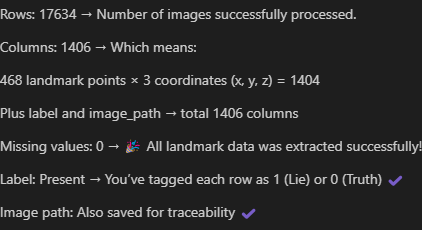 Rows: 17634 → Number of images successfully processed.
Columns: 1406 → Which means:
468 landmark points × 3 coordinates (x, y, z) = 1404
Plus label and image_path → total 1406 columns
Missing values: 0 → 🎉 All landmark data was extracted successfully!
Label: Present → You've tagged each row as 1 (Lie) or 0 (Truth) ✔
Image path: Also saved for traceability ✔